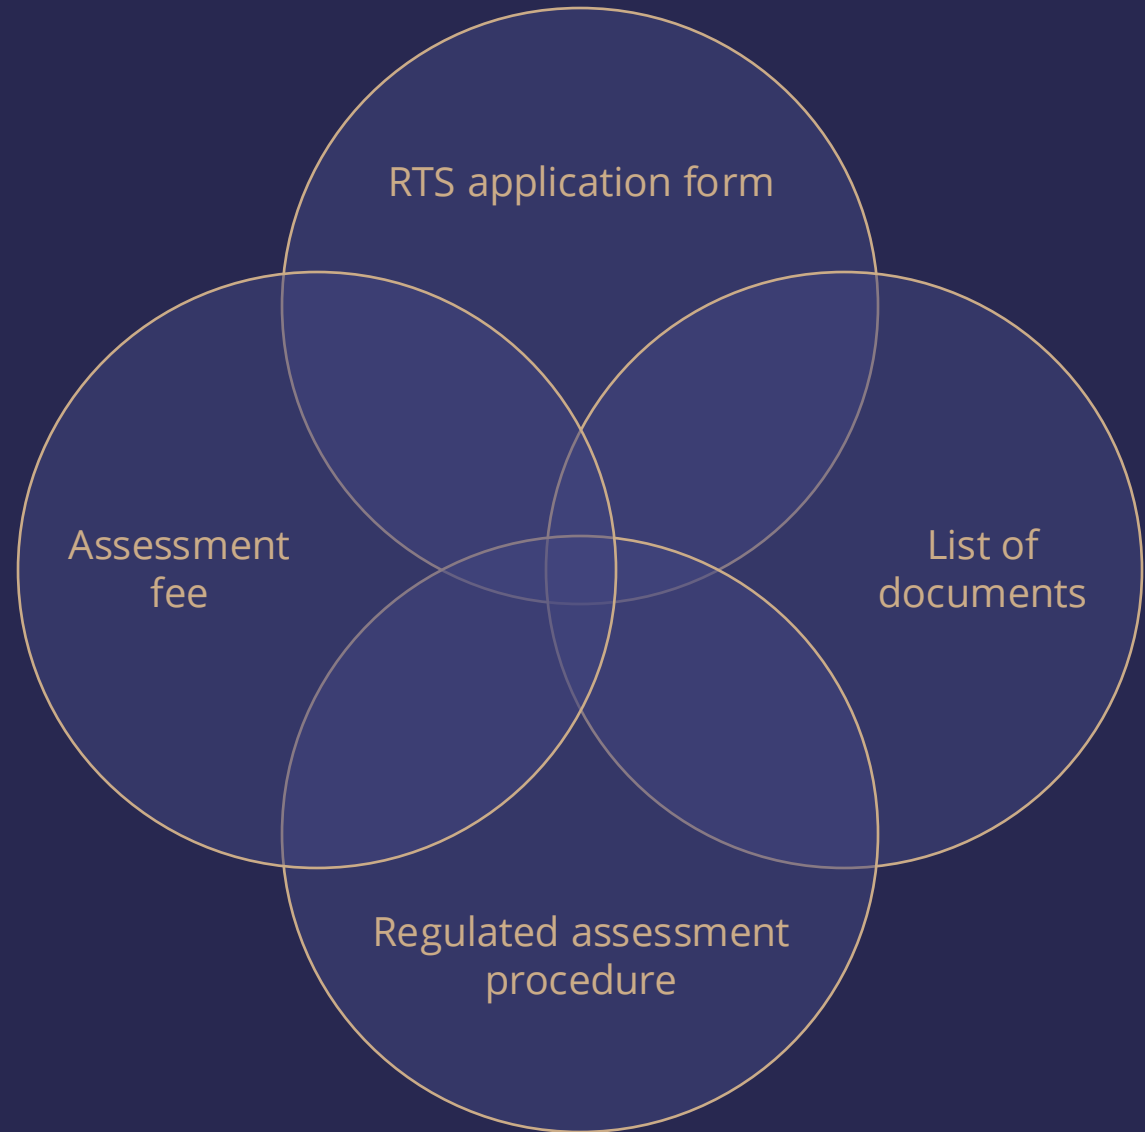 RTS application form
Assessment
fee
List of
documents
Regulated assessment
procedure